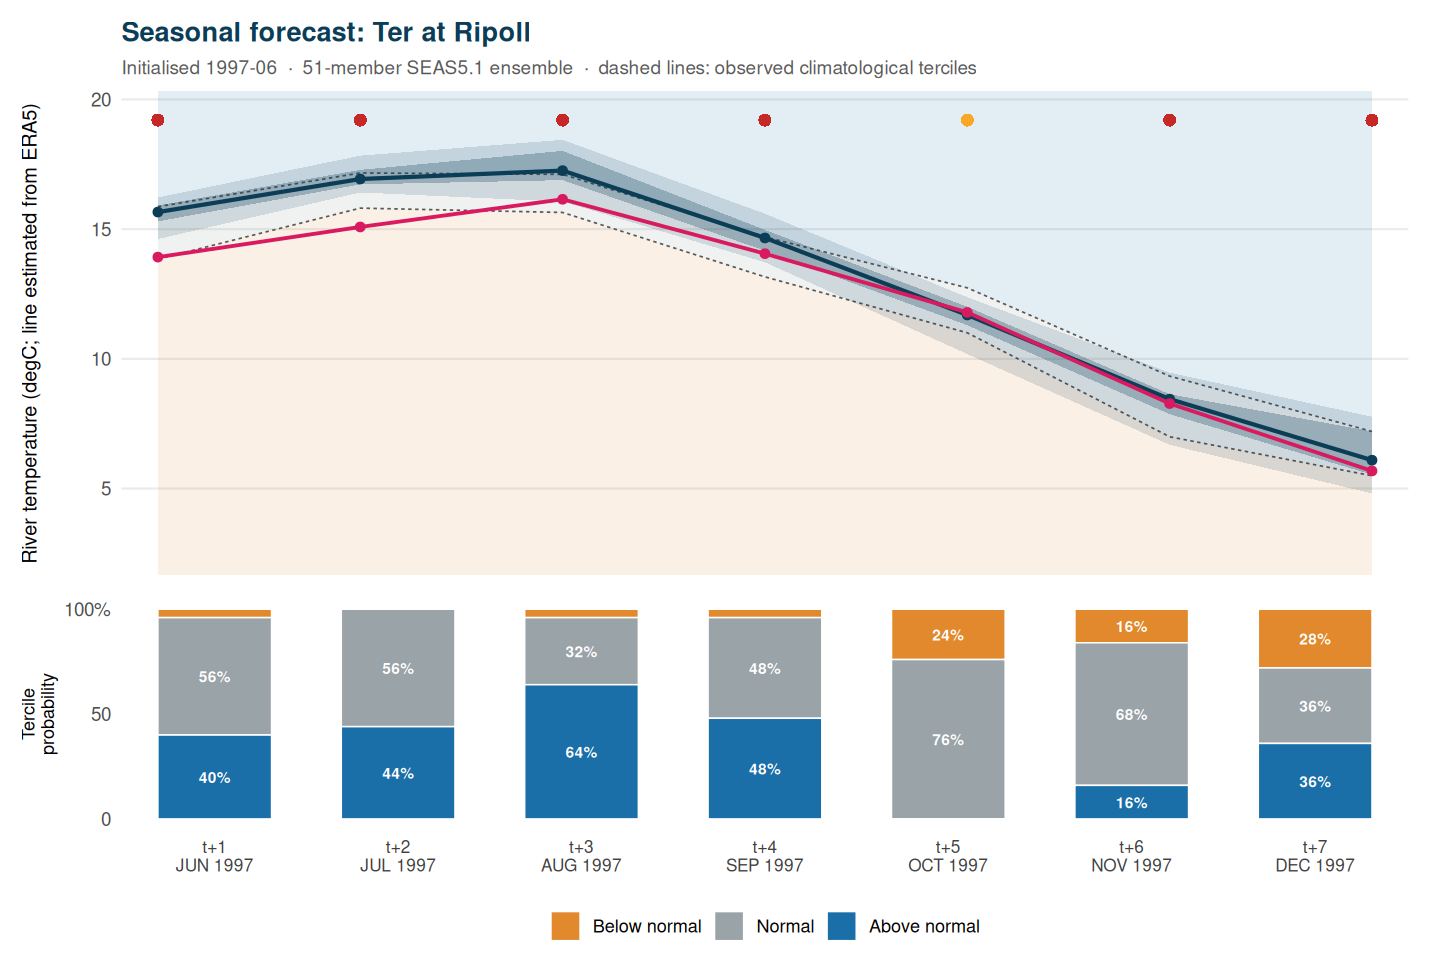 Seasonal forecast: Ter at Ripoll
Initialised 1997-06 · 51-member SEAS5.1 ensemble · dashed lines: observed climatological terciles
River temperature (degC; line estimated from ERA5)
20
15
10
5
Tercile
probability
100%
50
0
56%
40%
56%
44%
32%
64%
48%
48%
24%
76%
16%
68%
16%
28%
36%
36%
t+1
JUN 1997
t+2
JUL 1997
t+3
AUG 1997
t+4
SEP 1997
t+5
OCT 1997
t+6
NOV 1997
t+7
DEC 1997
Below normal
Normal
Above normal